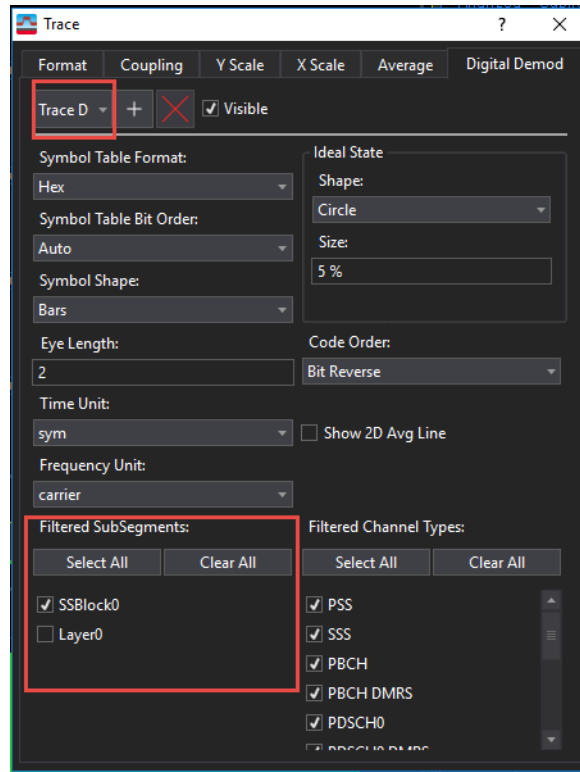 Trace
?
Format Coupling Y Scale X Scale Average Digital Demod
Trace D + Visible
Symbol Table Format:
Hex
Symbol Table Bit Order:
Auto
Symbol Shape:
Bars
Eye Length:
2
Time Unit:
sym
Frequency Unit:
carrier
Ideal State
Shape:
Circle
Size:
5 %
Code Order:
Bit Reverse
Show 2D Avg Line
Filtered SubSegments:
Select All Clear All
SSBlock0
Layer0
Filtered Channel Types:
Select All Clear All
PSS
SSS
PBCH
PBCH DMRS
PDSCH0